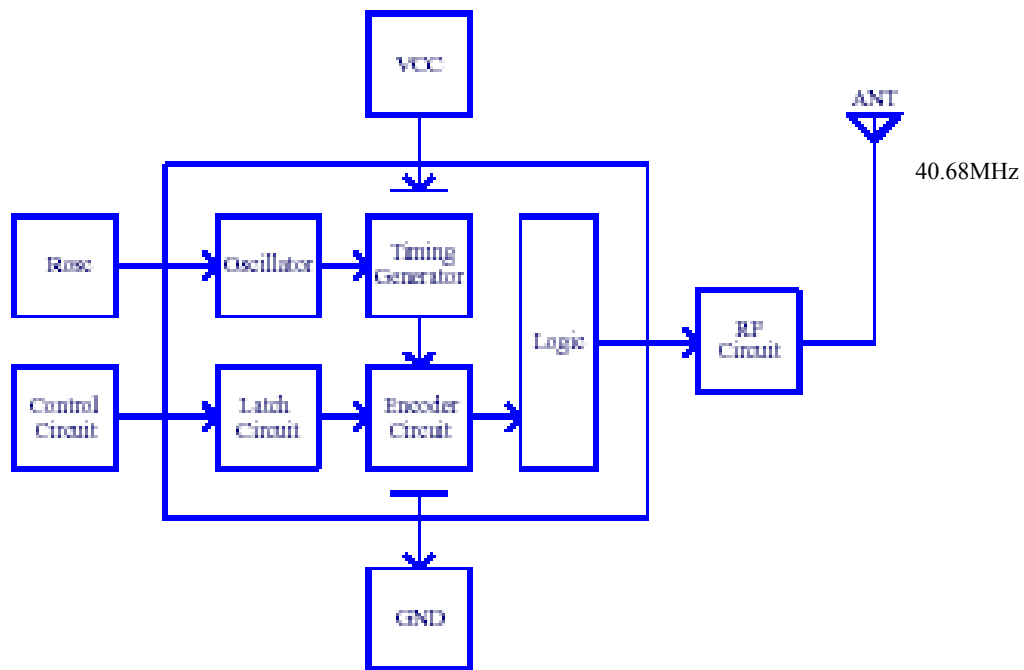 VCC
ANT
40.68MHz
Rosc
Oscillator
Timing
Generator
Logic
RF
Circuit
Control
Circuit
Latch
Circuit
Encoder
Circuit
GND